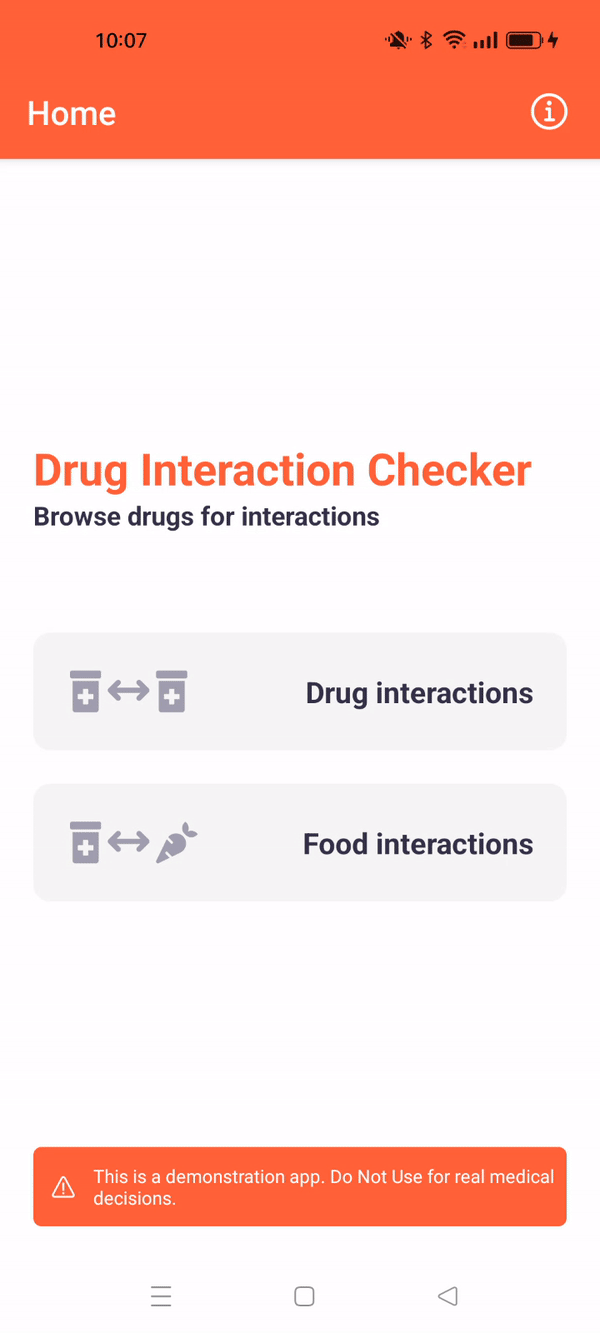 10:07
Home
Drug Interaction Checker
Browse drugs for interactions
Drug interactions
Food interactions
This is a demonstration app. Do Not Use for real medical
decisions.